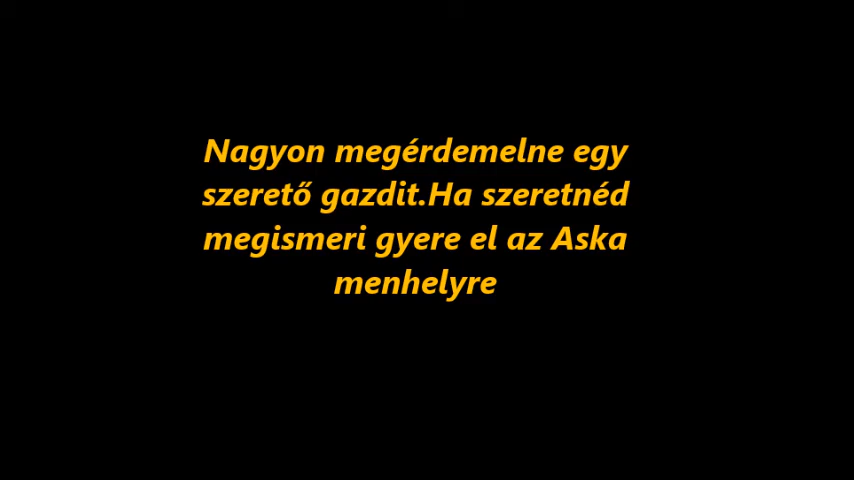 Nagyon megérdemelne egy
szerető gazdit.Ha szeretnéd
megismeri gyere el az Aska
menhelyre